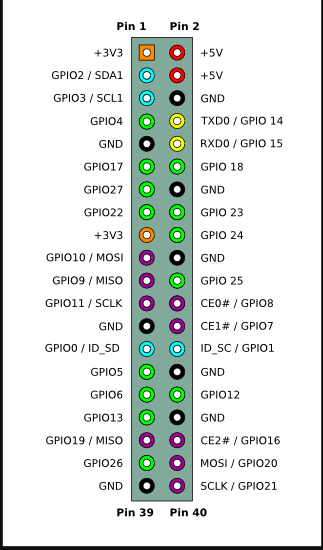 Pin 1 Pin 2
+3V3 +5V
GPIO2 / SDA1 +5V
GPIO3 / SCL1 GND
GPIO4 TXD0 / GPIO 14
GND RXD0 / GPIO 15
GPIO17 GPIO 18
GPIO27 GND
GPIO22 GPIO 23
+3V3 GPIO 24
GPIO10 / MOSI GND
GPIO9 / MISO GPIO 25
GPIO11 / SCLK CE0# / GPIO8
GND CE1# / GPIO7
GPIO0 / ID_SD ID_SC / GPIO1
GPIO5 GND
GPIO6 GPIO12
GPIO13 GND
GPIO19 / MISO CE2# / GPIO16
GPIO26 MOSI / GPIO20
GND SCLK / GPIO21
Pin 39 Pin 40